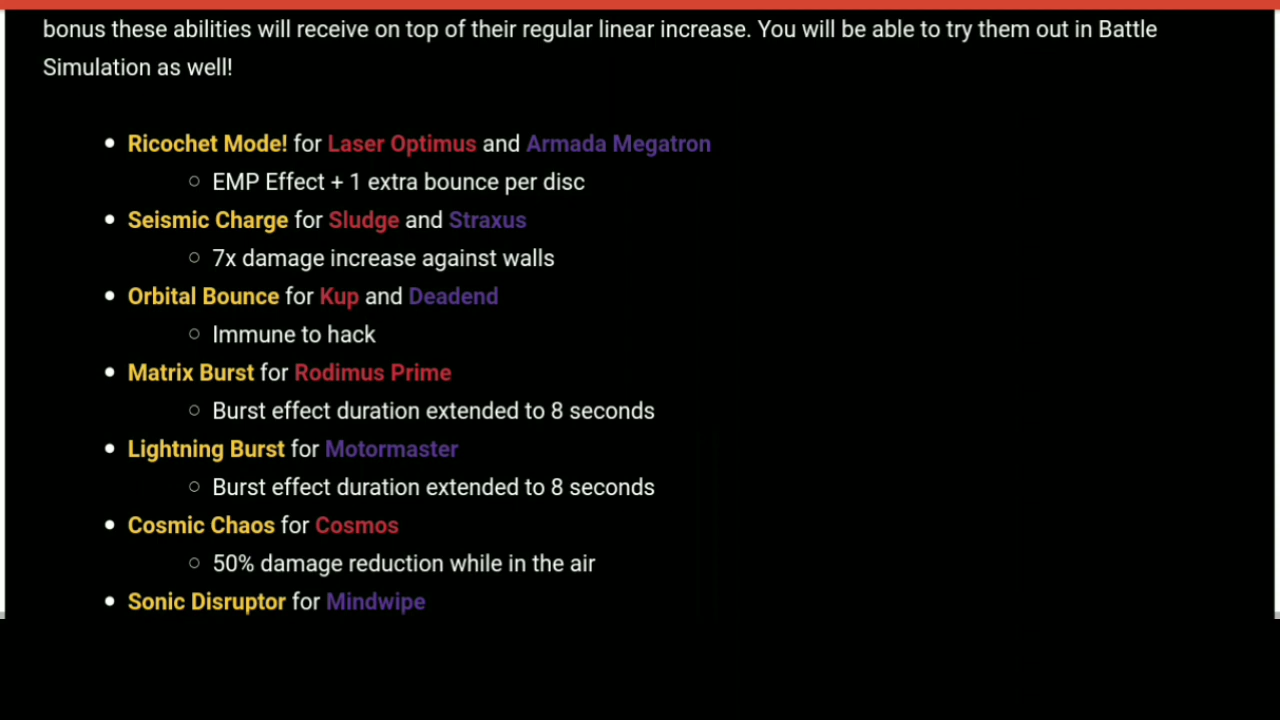 bonus these abilities will receive on top of their regular linear increase. You will be able to try them out in Battle
Simulation as well!
• Ricochet Mode! for Laser Optimus and Armada Megatron
○ EMP Effect + 1 extra bounce per disc
• Seismic Charge for Sludge and Straxus
○ 7x damage increase against walls
• Orbital Bounce for Kup and Deadend
○ Immune to hack
• Matrix Burst for Rodimus Prime
○ Burst effect duration extended to 8 seconds
• Lightning Burst for Motormaster
○ Burst effect duration extended to 8 seconds
• Cosmic Chaos for Cosmos
○ 50% damage reduction while in the air
• Sonic Disruptor for Mindwipe